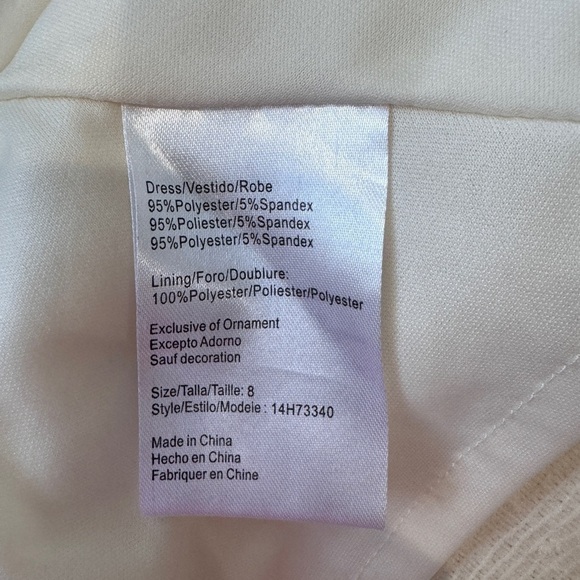 Dress/Vestido/Robe
95%Polyester/5%Spandex
95%Poliester/5%Spandex
95%Polyester/5%Spandex
Lining/Foro/Doublure:
100%Polyester/Poliester/Polyester
Exclusive of Ornament
Excepto Adorno
Sauf decoration
Size/Talla/Taille: 8
Style/Estilo/Modeie : 14H73340
Made in China
Hecho en China
Fabriquer en Chine